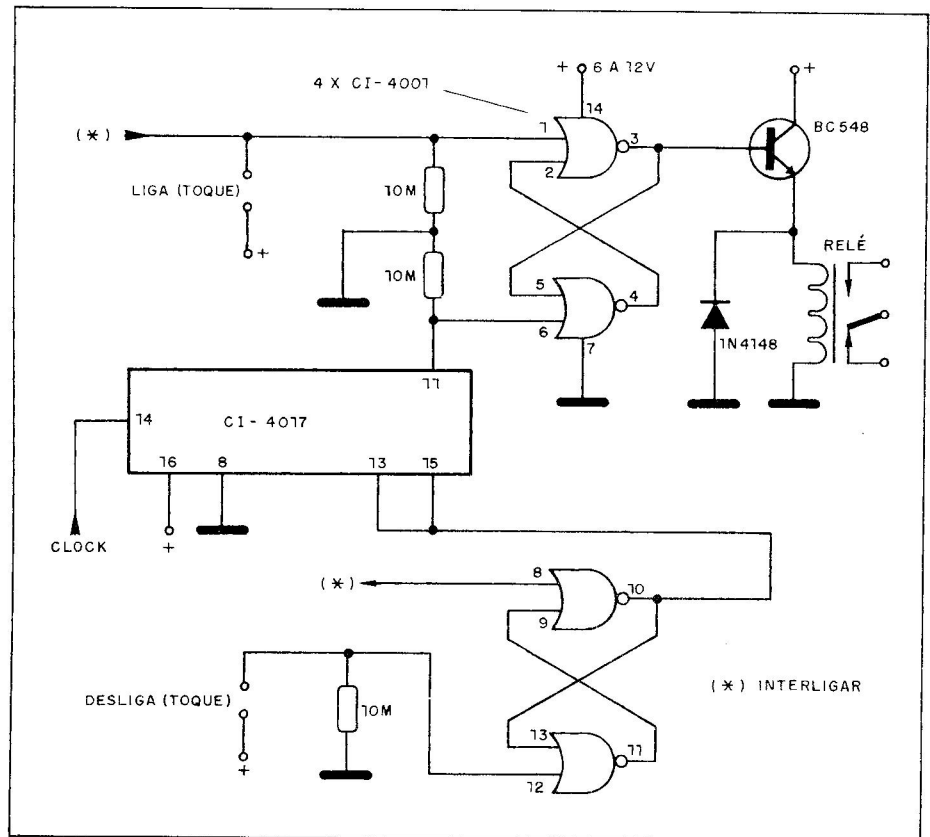 + 6 A 12V
+
4 X CI-4001
14
BC548
(*)
1
3
2
LIGA (TOQUE)
10M
+
RELÉ
10M
5
4
6
7
1N4148
11
14
CI-4017
16
8
13
15
+
CLOCK
(*)
8
10
9
DESLIGA (TOQUE)
10M
(*) INTERLIGAR
13
11
12
+